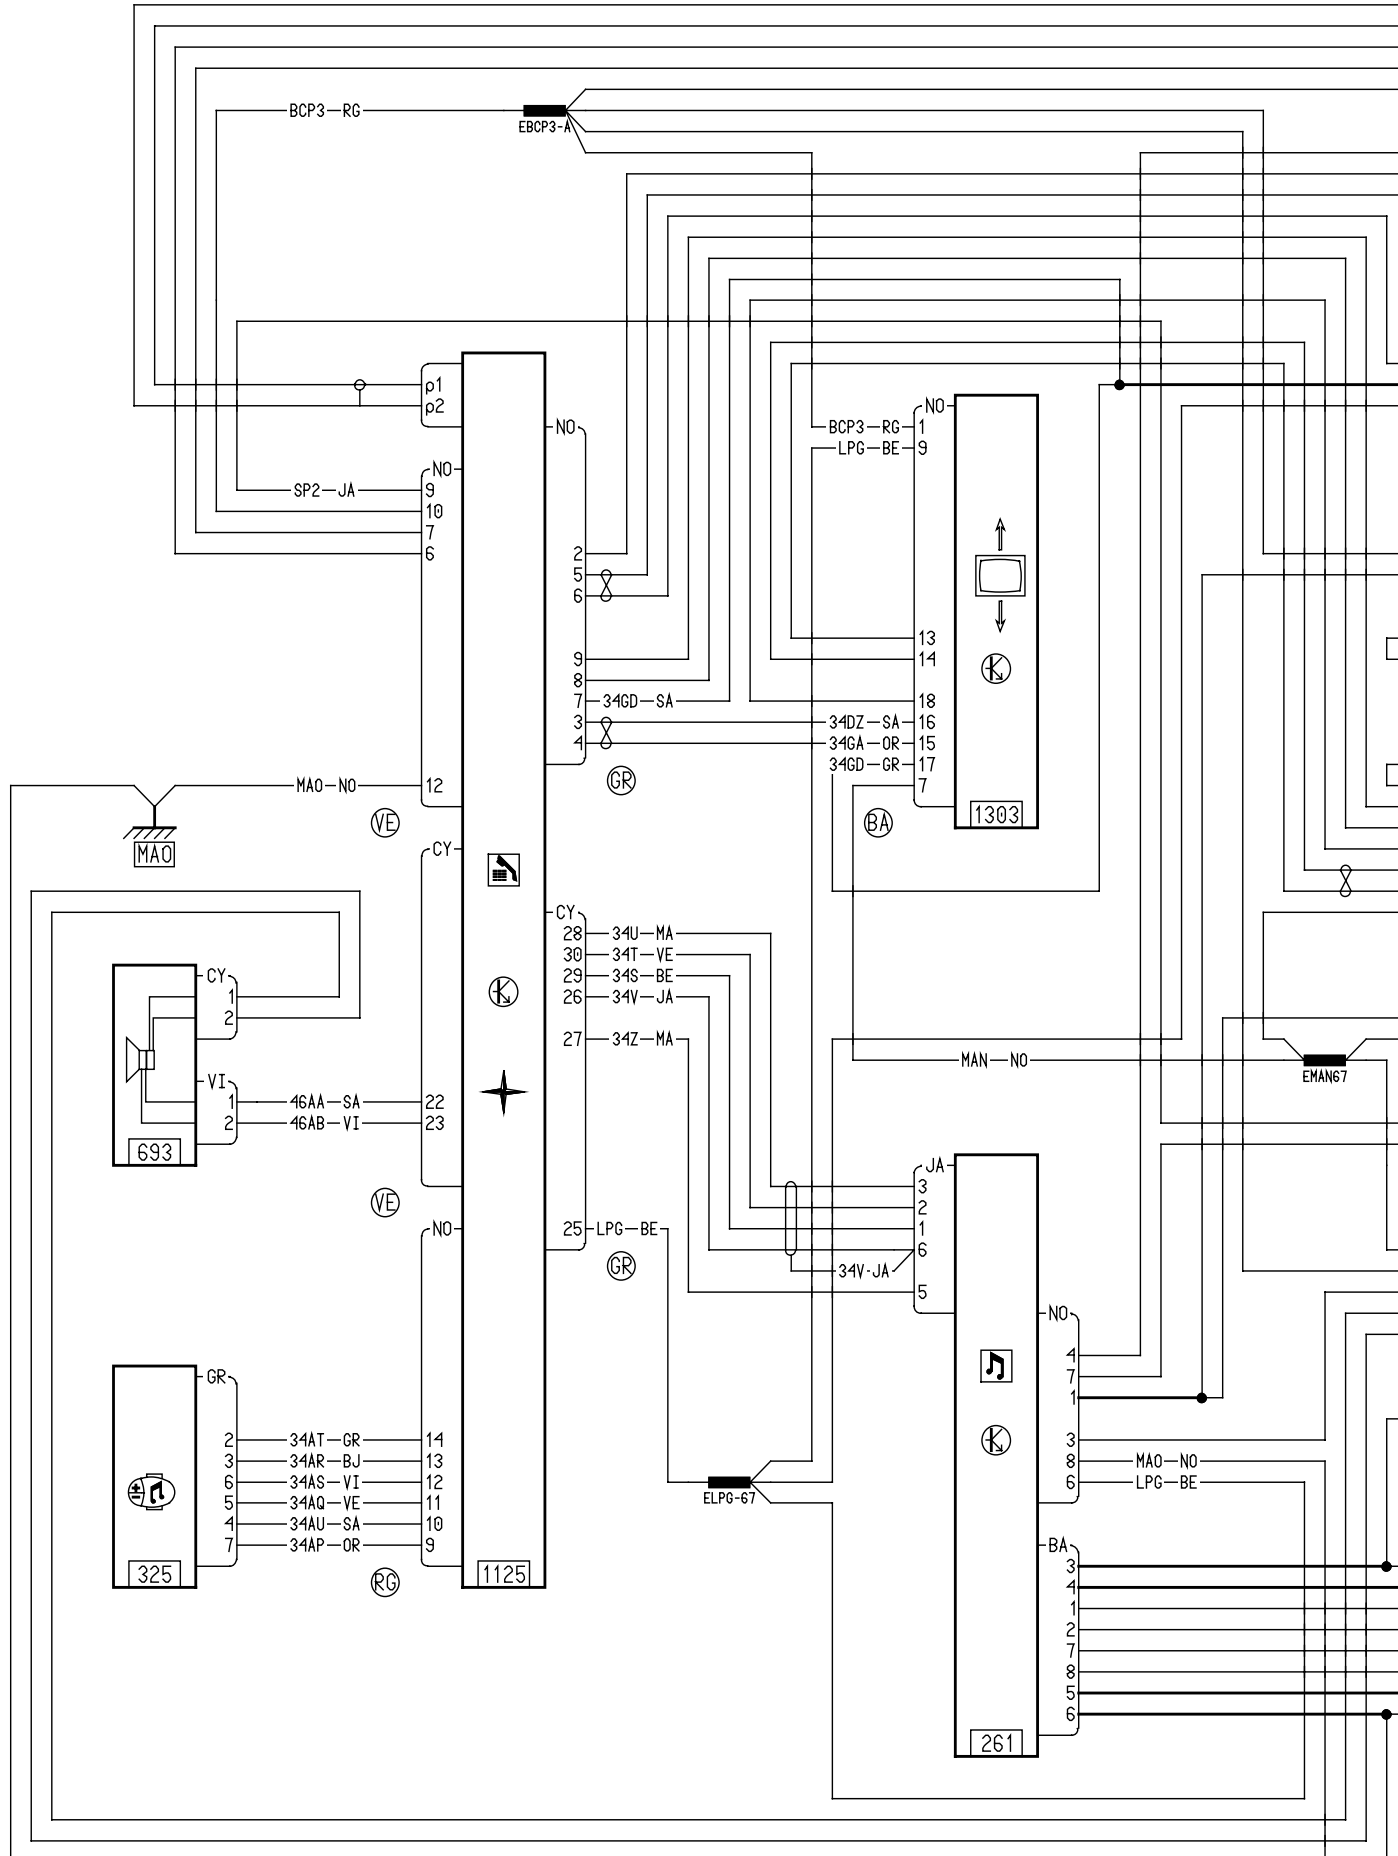 BCP3 RG
EBCP3-A
ρ1
ρ2
NO
NO
BCP3 RG 1
NO
LPG BE 9
NO
SP2 JA 9
10
7
6
2
5
6
13
9
14
8
7 34GD SA
18
3
34DZ SA 16
4
34GA OR 15
34GD GR 17
MAO NO 12
7
GR
VE
BA
1303
MAO
CY
CY
28 34U MA
30 34T VE
29 34S BE
26 34V JA
27 34Z MA
CY
1
2
MAN NO
EMAN67
VI
1 46AA SA 22
2 46AB VI 23
693
JA
3
2
1
6
34V JA
5
VE
NO
25 LPG BE
GR
NO
4
7
1
3
8 MAO NO
6 LPG BE
GR
2 34AT GR 14
3 34AR BJ 13
6 34AS VI 12
5 34AQ VE 11
4 34AU SA 10
7 34AP OR 9
ELPG-67
325
RG
1125
BA
3
4
1
2
7
8
5
6
261